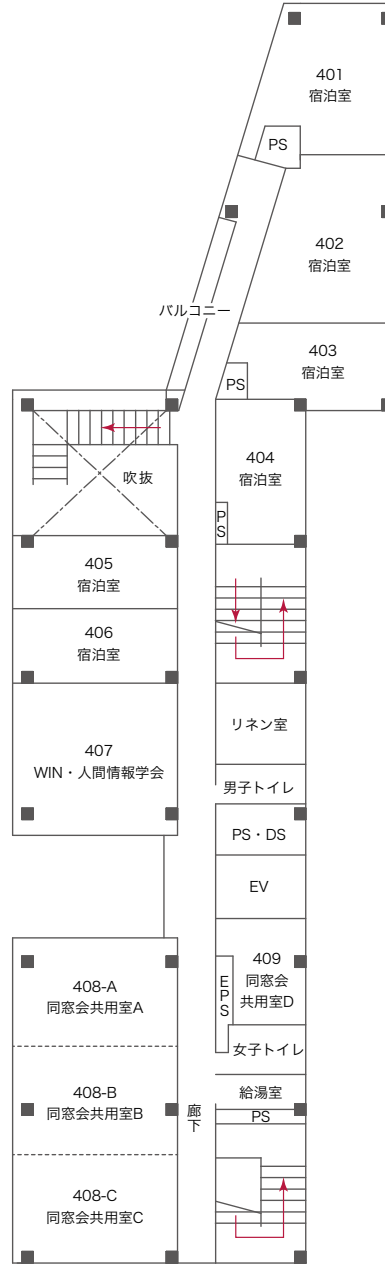 401
宿泊室
PS
402
宿泊室
バルコニー
403
宿泊室
PS
404
宿泊室
吹抜
PS
405
宿泊室
406
宿泊室
リネン室
407
WIN・人間情報学会
男子トイレ
PS・DS
EV
409
同窓会
共用室D
EPS
408-A
同窓会共用室A
女子トイレ
408-B
同窓会共用室B
給湯室
廊下
PS
408-C
同窓会共用室C